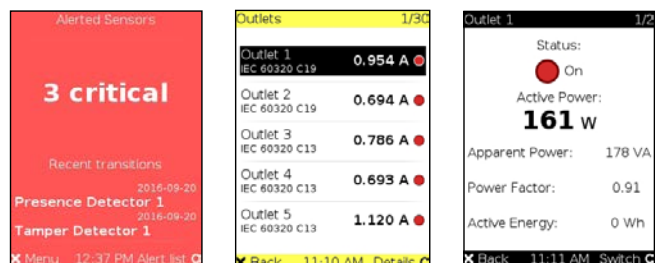 Alerted Sensors
3 critical
Recent transitions
2016-09-20
Presence Detector 1
2016-09-20
Tamper Detector 1
X Menu 12:37 PM Alert list O
Outlets 1/30
Outlet 1
IEC 60320 C19
0.954 A
Outlet 2
IEC 60320 C19
0.694 A
Outlet 3
IEC 60320 C13
0.786 A
Outlet 4
IEC 60320 C13
0.693 A
Outlet 5
IEC 60320 C13
1.120 A
X Back 11:10 AM Details O
Outlet 1 1/2
Status:
On
Active Power:
161 W
Apparent Power: 178 VA
Power Factor: 0.91
Active Energy: 0 Wh
X Back 11:11 AM Switch O